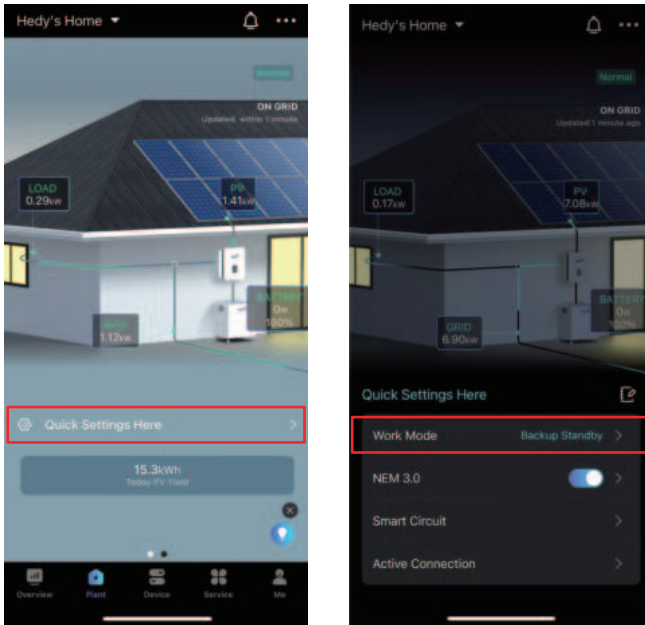 Hedy's Home
Normal
ON GRID
Updated within 1 minute
LOAD
0.29kw
PV
1.41kw
BATTERY
0w
100%
GRID
1.12kw
Quick Settings Here
15.3kWh
Today PV Yield
Overview
Plant
Device
Service
Me
Hedy's Home
Normal
ON GRID
Updated 1 minute ago
LOAD
0.17kw
PV
7.08kw
BATTERY
0w
100%
GRID
6.90kw
Quick Settings Here
Work Mode Backup Standby
NEM 3.0
Smart Circuit
Active Connection